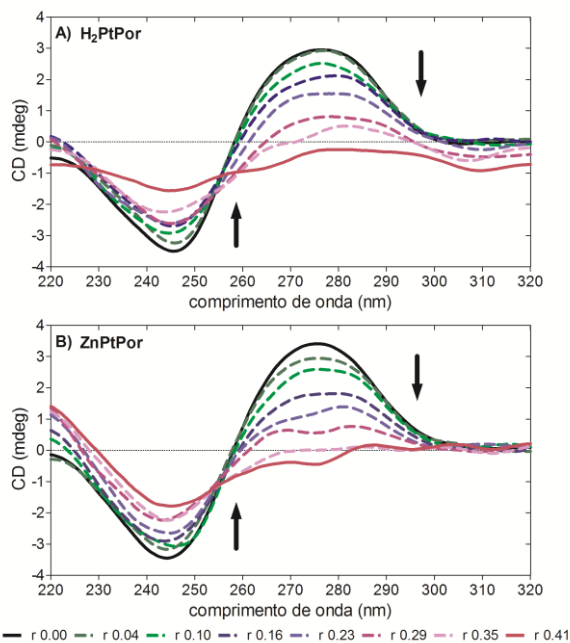 A) H₂PtPor
4
3
2
1
0
-1
-2
-3
-4
CD (mdeg)
220 230 240 250 260 270 280 290 300 310 320
comprimento de onda (nm)
B) ZnPtPor
4
3
2
1
0
-1
-2
-3
-4
CD (mdeg)
220 230 240 250 260 270 280 290 300 310 320
comprimento de onda (nm)
r 0.00 r 0.04 r 0.10 r 0.16 r 0.23 r 0.29 r 0.35 r 0.41